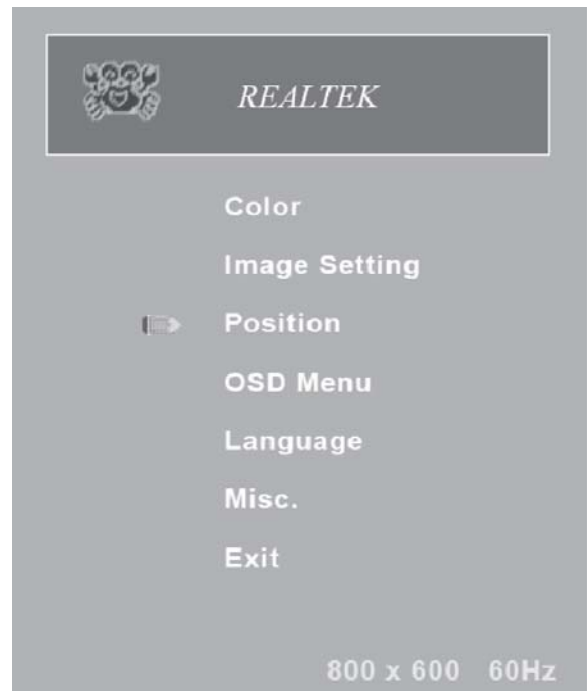 REALTEK
Color
Image Setting
Position
OSD Menu
Language
Misc.
Exit
800 x 600 60Hz